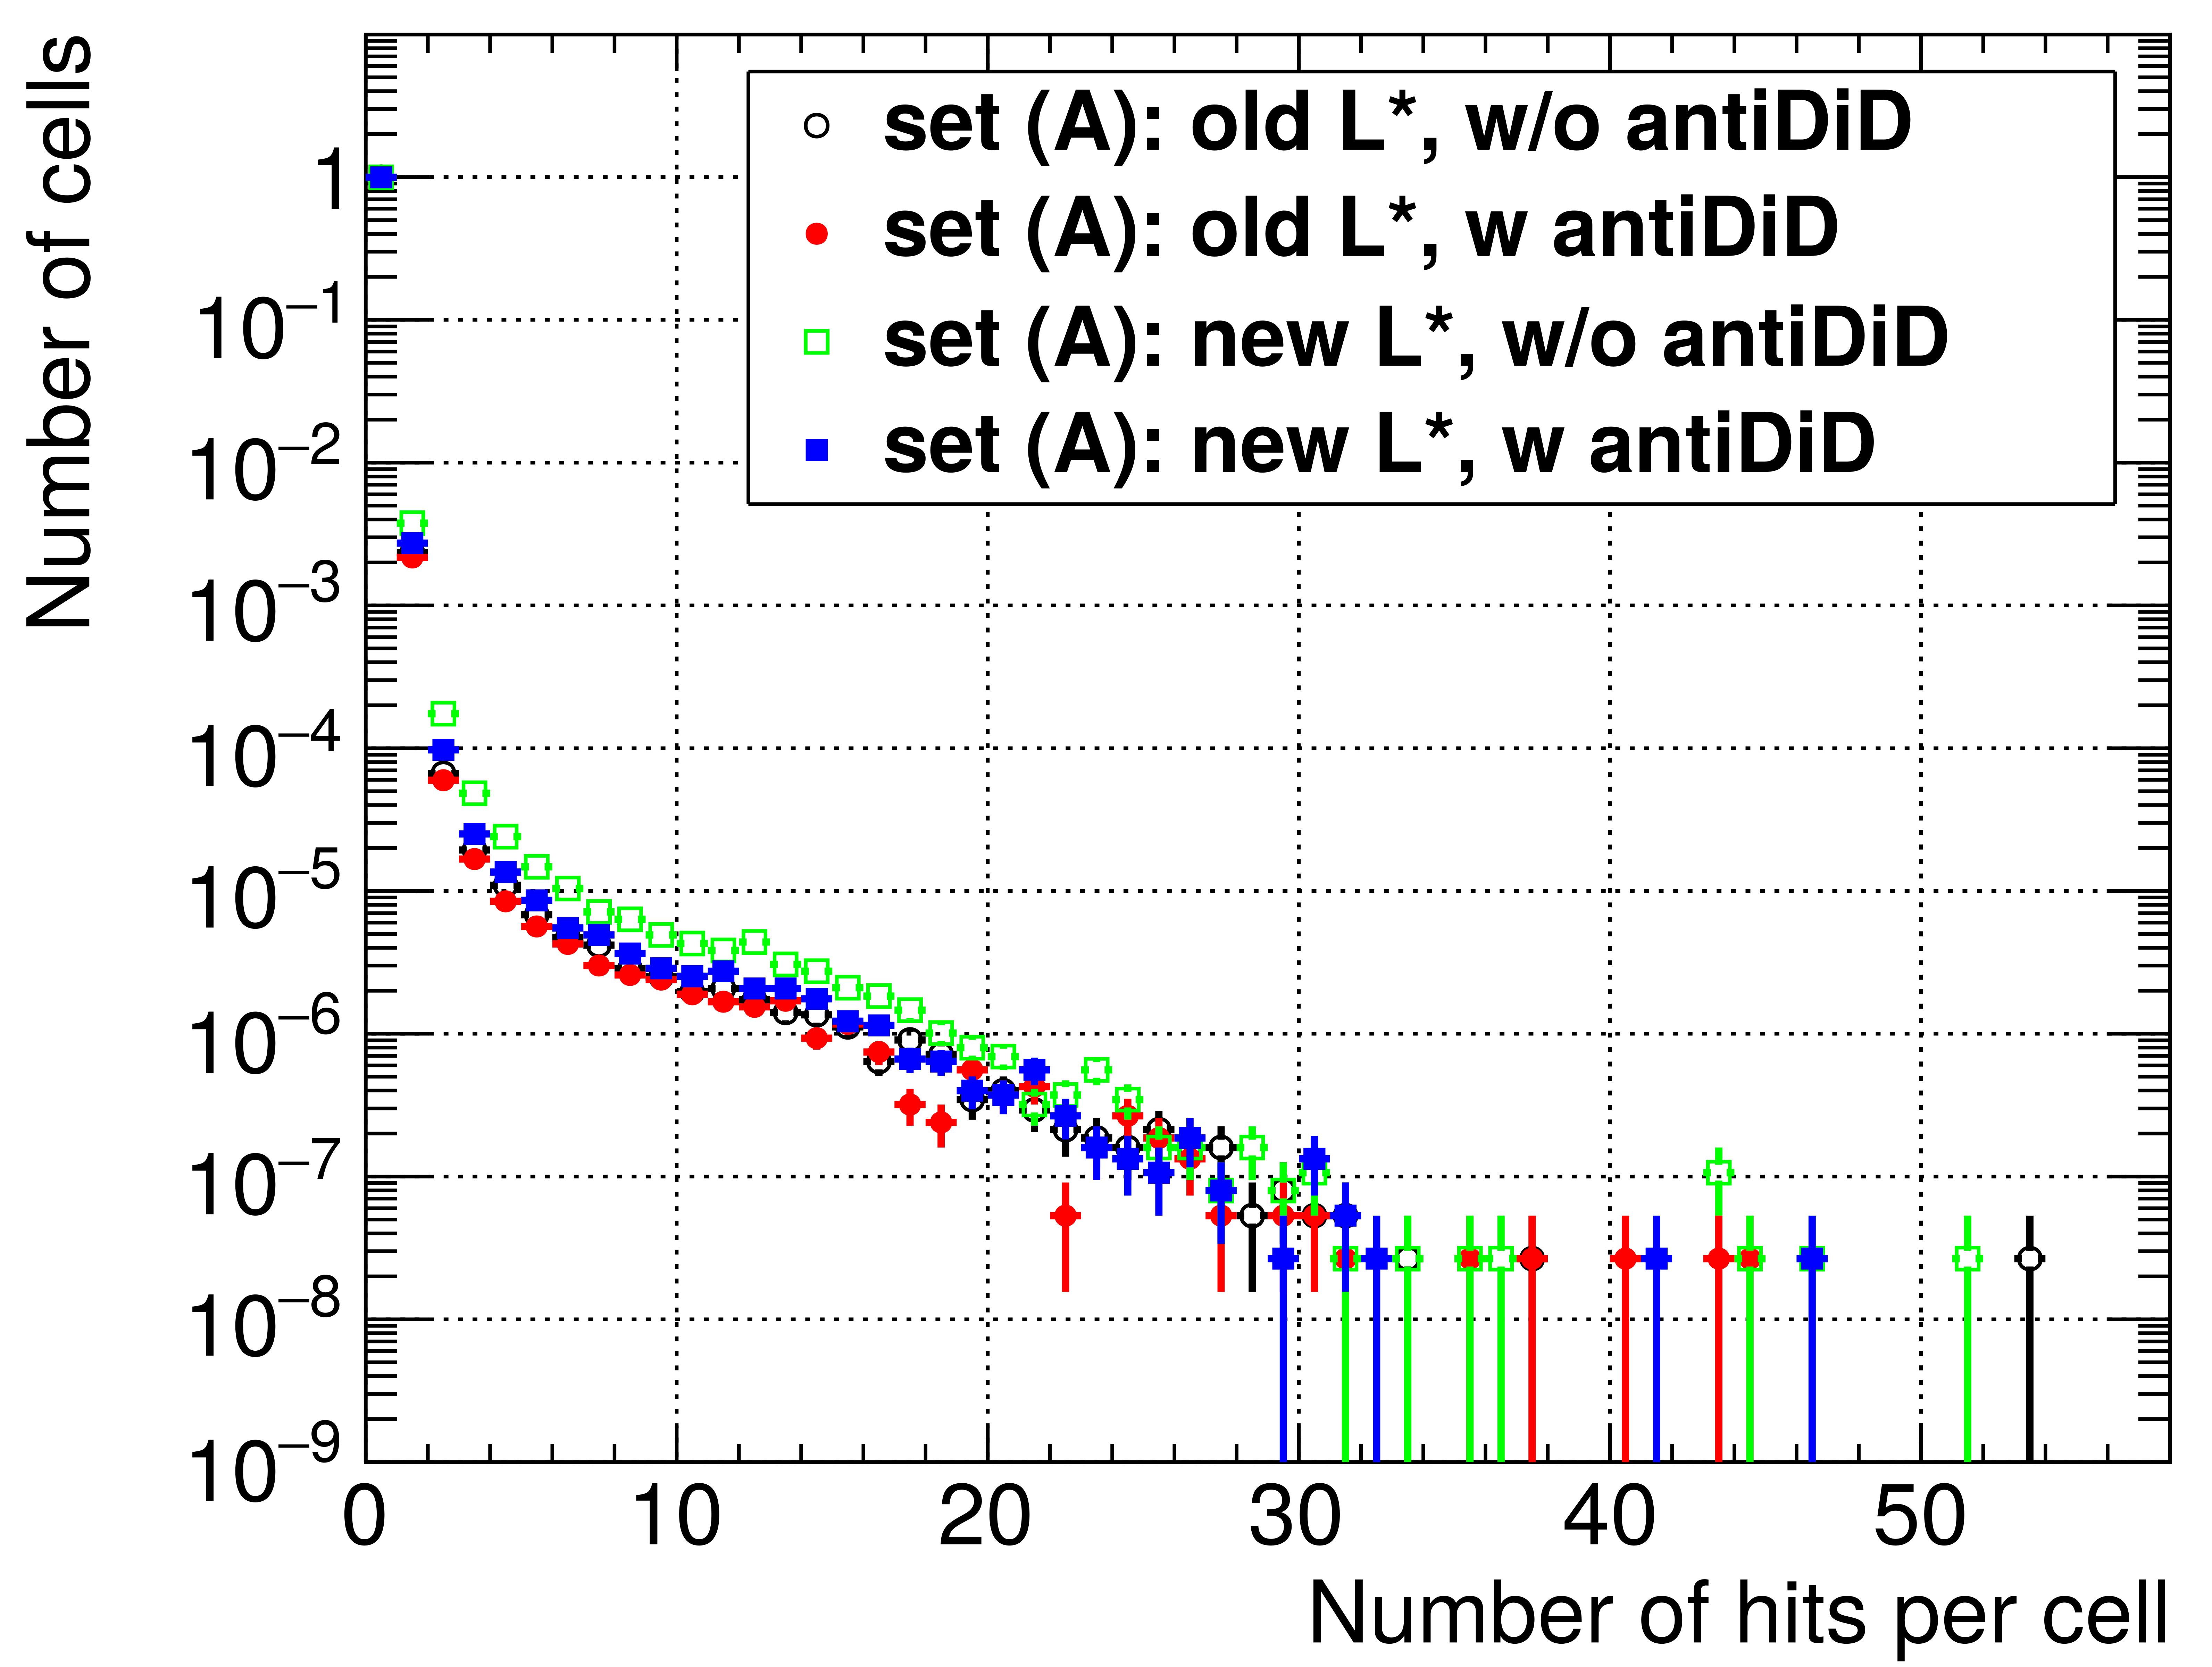 Number of cells
set (A): old L*, w/o antiDiD
set (A): old L*, w antiDiD
set (A): new L*, w/o antiDiD
set (A): new L*, w antiDiD
1
10⁻¹
10⁻²
10⁻³
10⁻⁴
10⁻⁵
10⁻⁶
10⁻⁷
10⁻⁸
10⁻⁹
0 10 20 30 40 50
Number of hits per cell